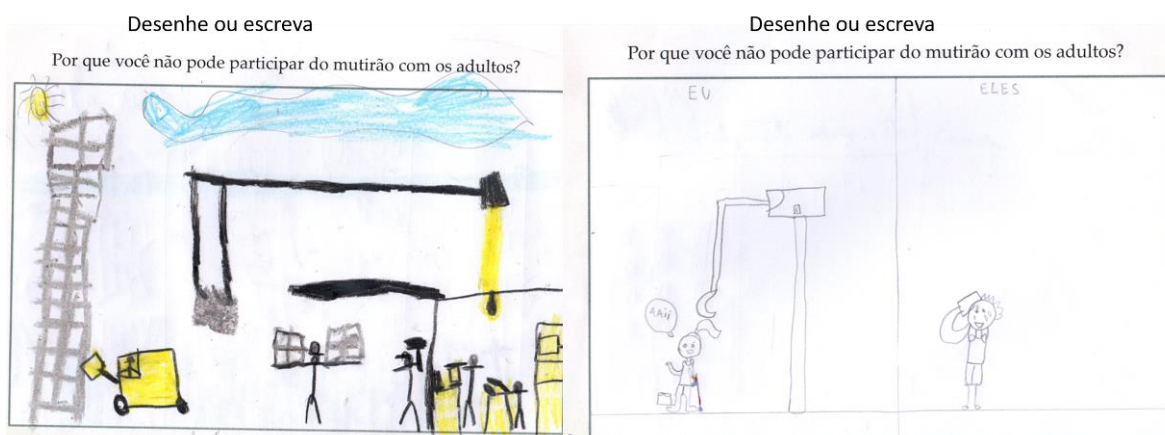 Desenhe ou escreva
Por que você não pode participar do mutirão com os adultos?
Desenhe ou escreva
Por que você não pode participar do mutirão com os adultos?
EU
ELES